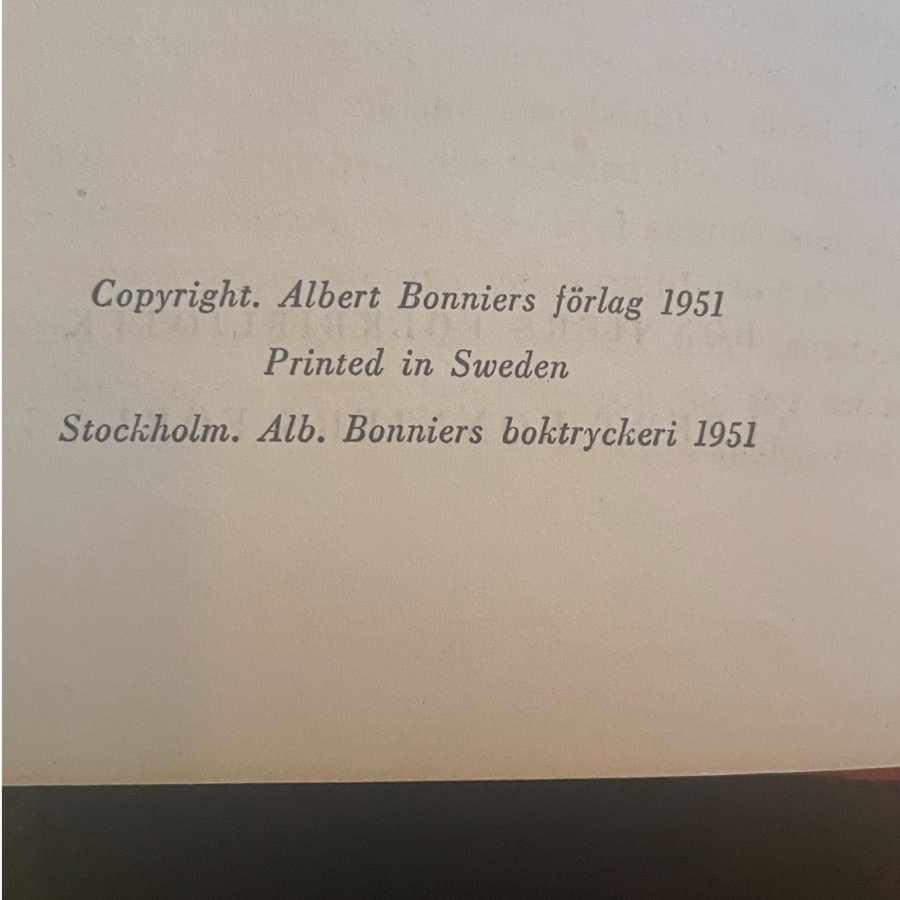 Copyright. Albert Bonniers förlag 1951
Printed in Sweden
Stockholm. Alb. Bonniers boktryckeri 1951